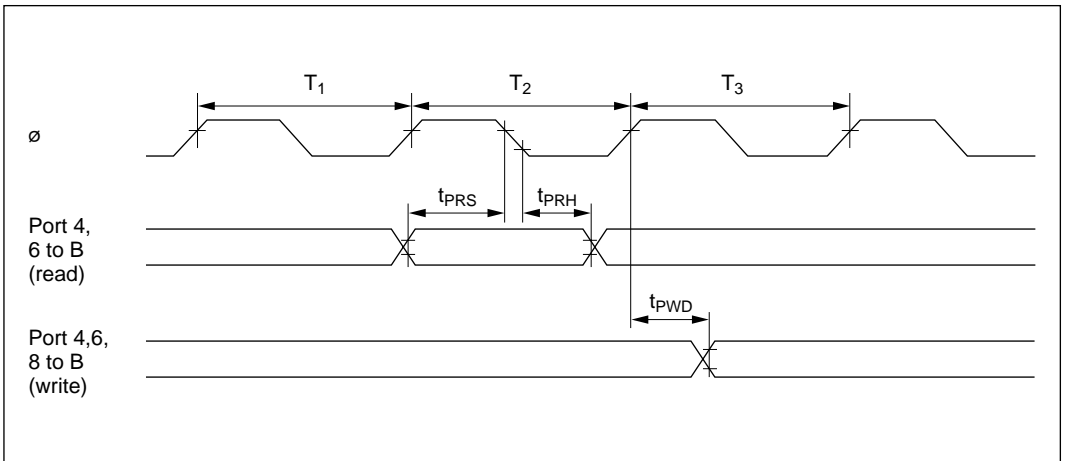 T1 T2 T3
ø
tPRS tPRH
Port 4,
6 to B
(read)
tPWD
Port 4,6,
8 to B
(write)